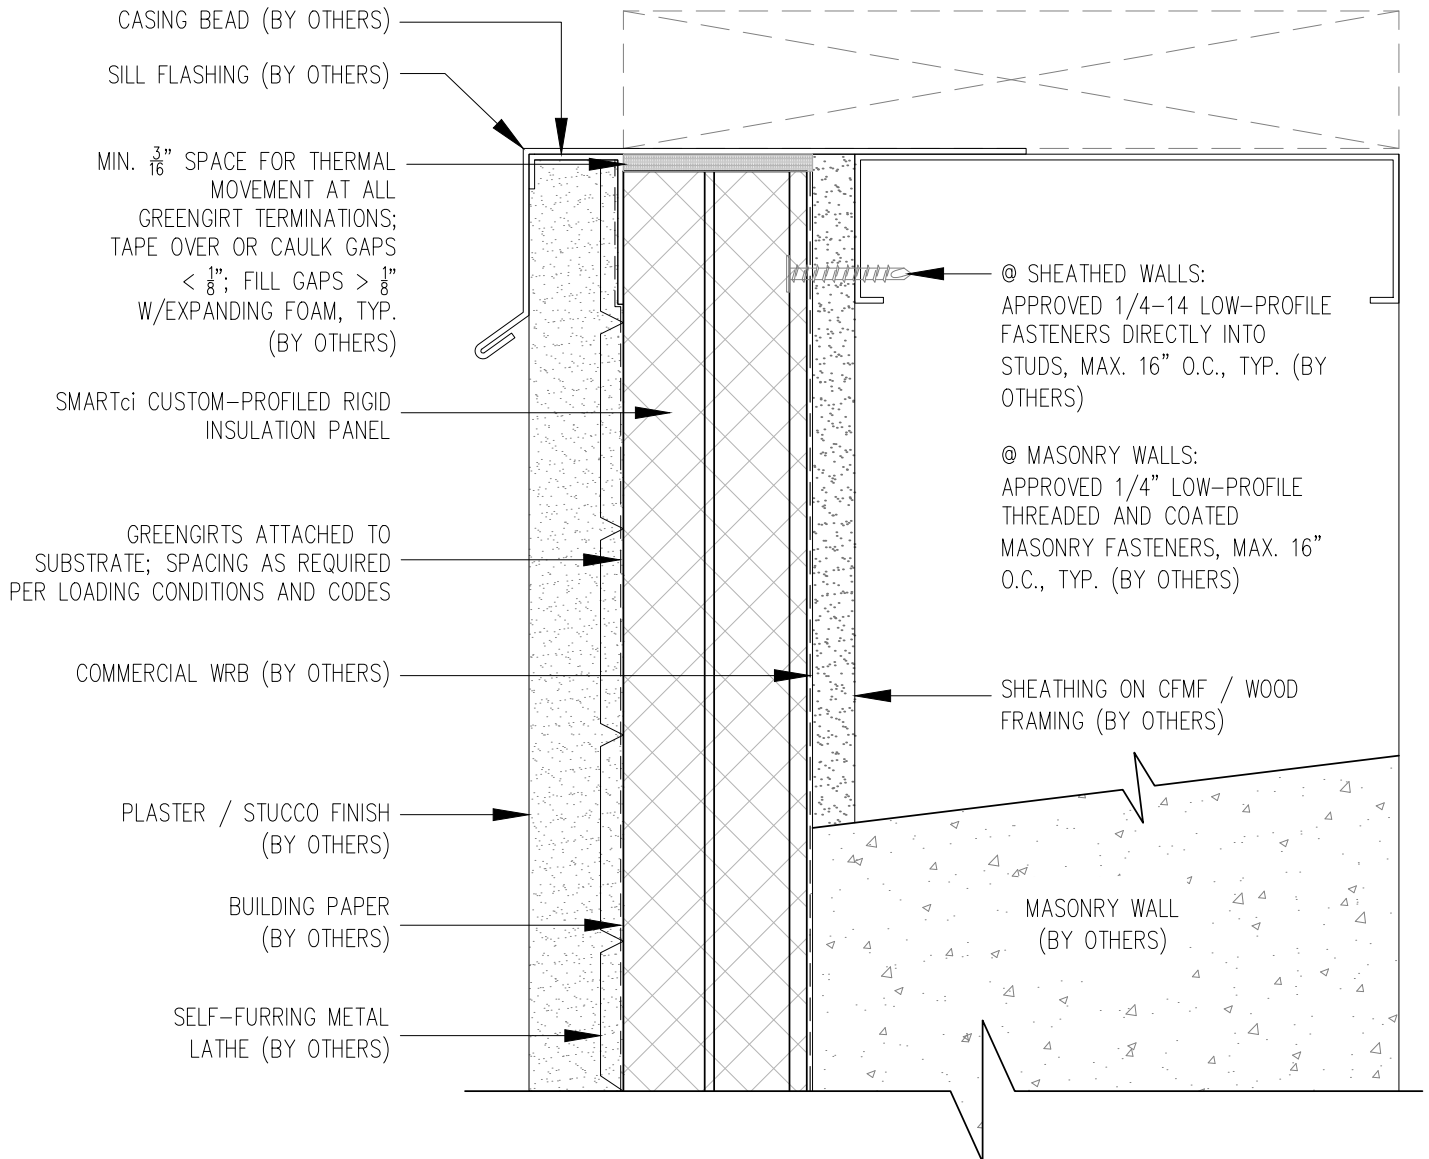 CASING BEAD (BY OTHERS)
SILL FLASHING (BY OTHERS)
MIN. 3/16" SPACE FOR THERMAL
MOVEMENT AT ALL
GREENGIRT TERMINATIONS;
TAPE OVER OR CAULK GAPS
< 1/8"; FILL GAPS > 1/8"
W/EXPANDING FOAM, TYP.
(BY OTHERS)
SMARTci CUSTOM-PROFILED RIGID
INSULATION PANEL
GREENGIRTS ATTACHED TO
SUBSTRATE; SPACING AS REQUIRED
PER LOADING CONDITIONS AND CODES
COMMERCIAL WRB (BY OTHERS)
PLASTER / STUCCO FINISH
(BY OTHERS)
BUILDING PAPER
(BY OTHERS)
SELF-FURRING METAL
LATHE (BY OTHERS)
@ SHEATHED WALLS:
APPROVED 1/4-14 LOW-PROFILE
FASTENERS DIRECTLY INTO
STUDS, MAX. 16" O.C., TYP. (BY
OTHERS)
@ MASONRY WALLS:
APPROVED 1/4" LOW-PROFILE
THREADED AND COATED
MASONRY FASTENERS, MAX. 16"
O.C., TYP. (BY OTHERS)
SHEATHING ON CFMF / WOOD
FRAMING (BY OTHERS)
MASONRY WALL
(BY OTHERS)